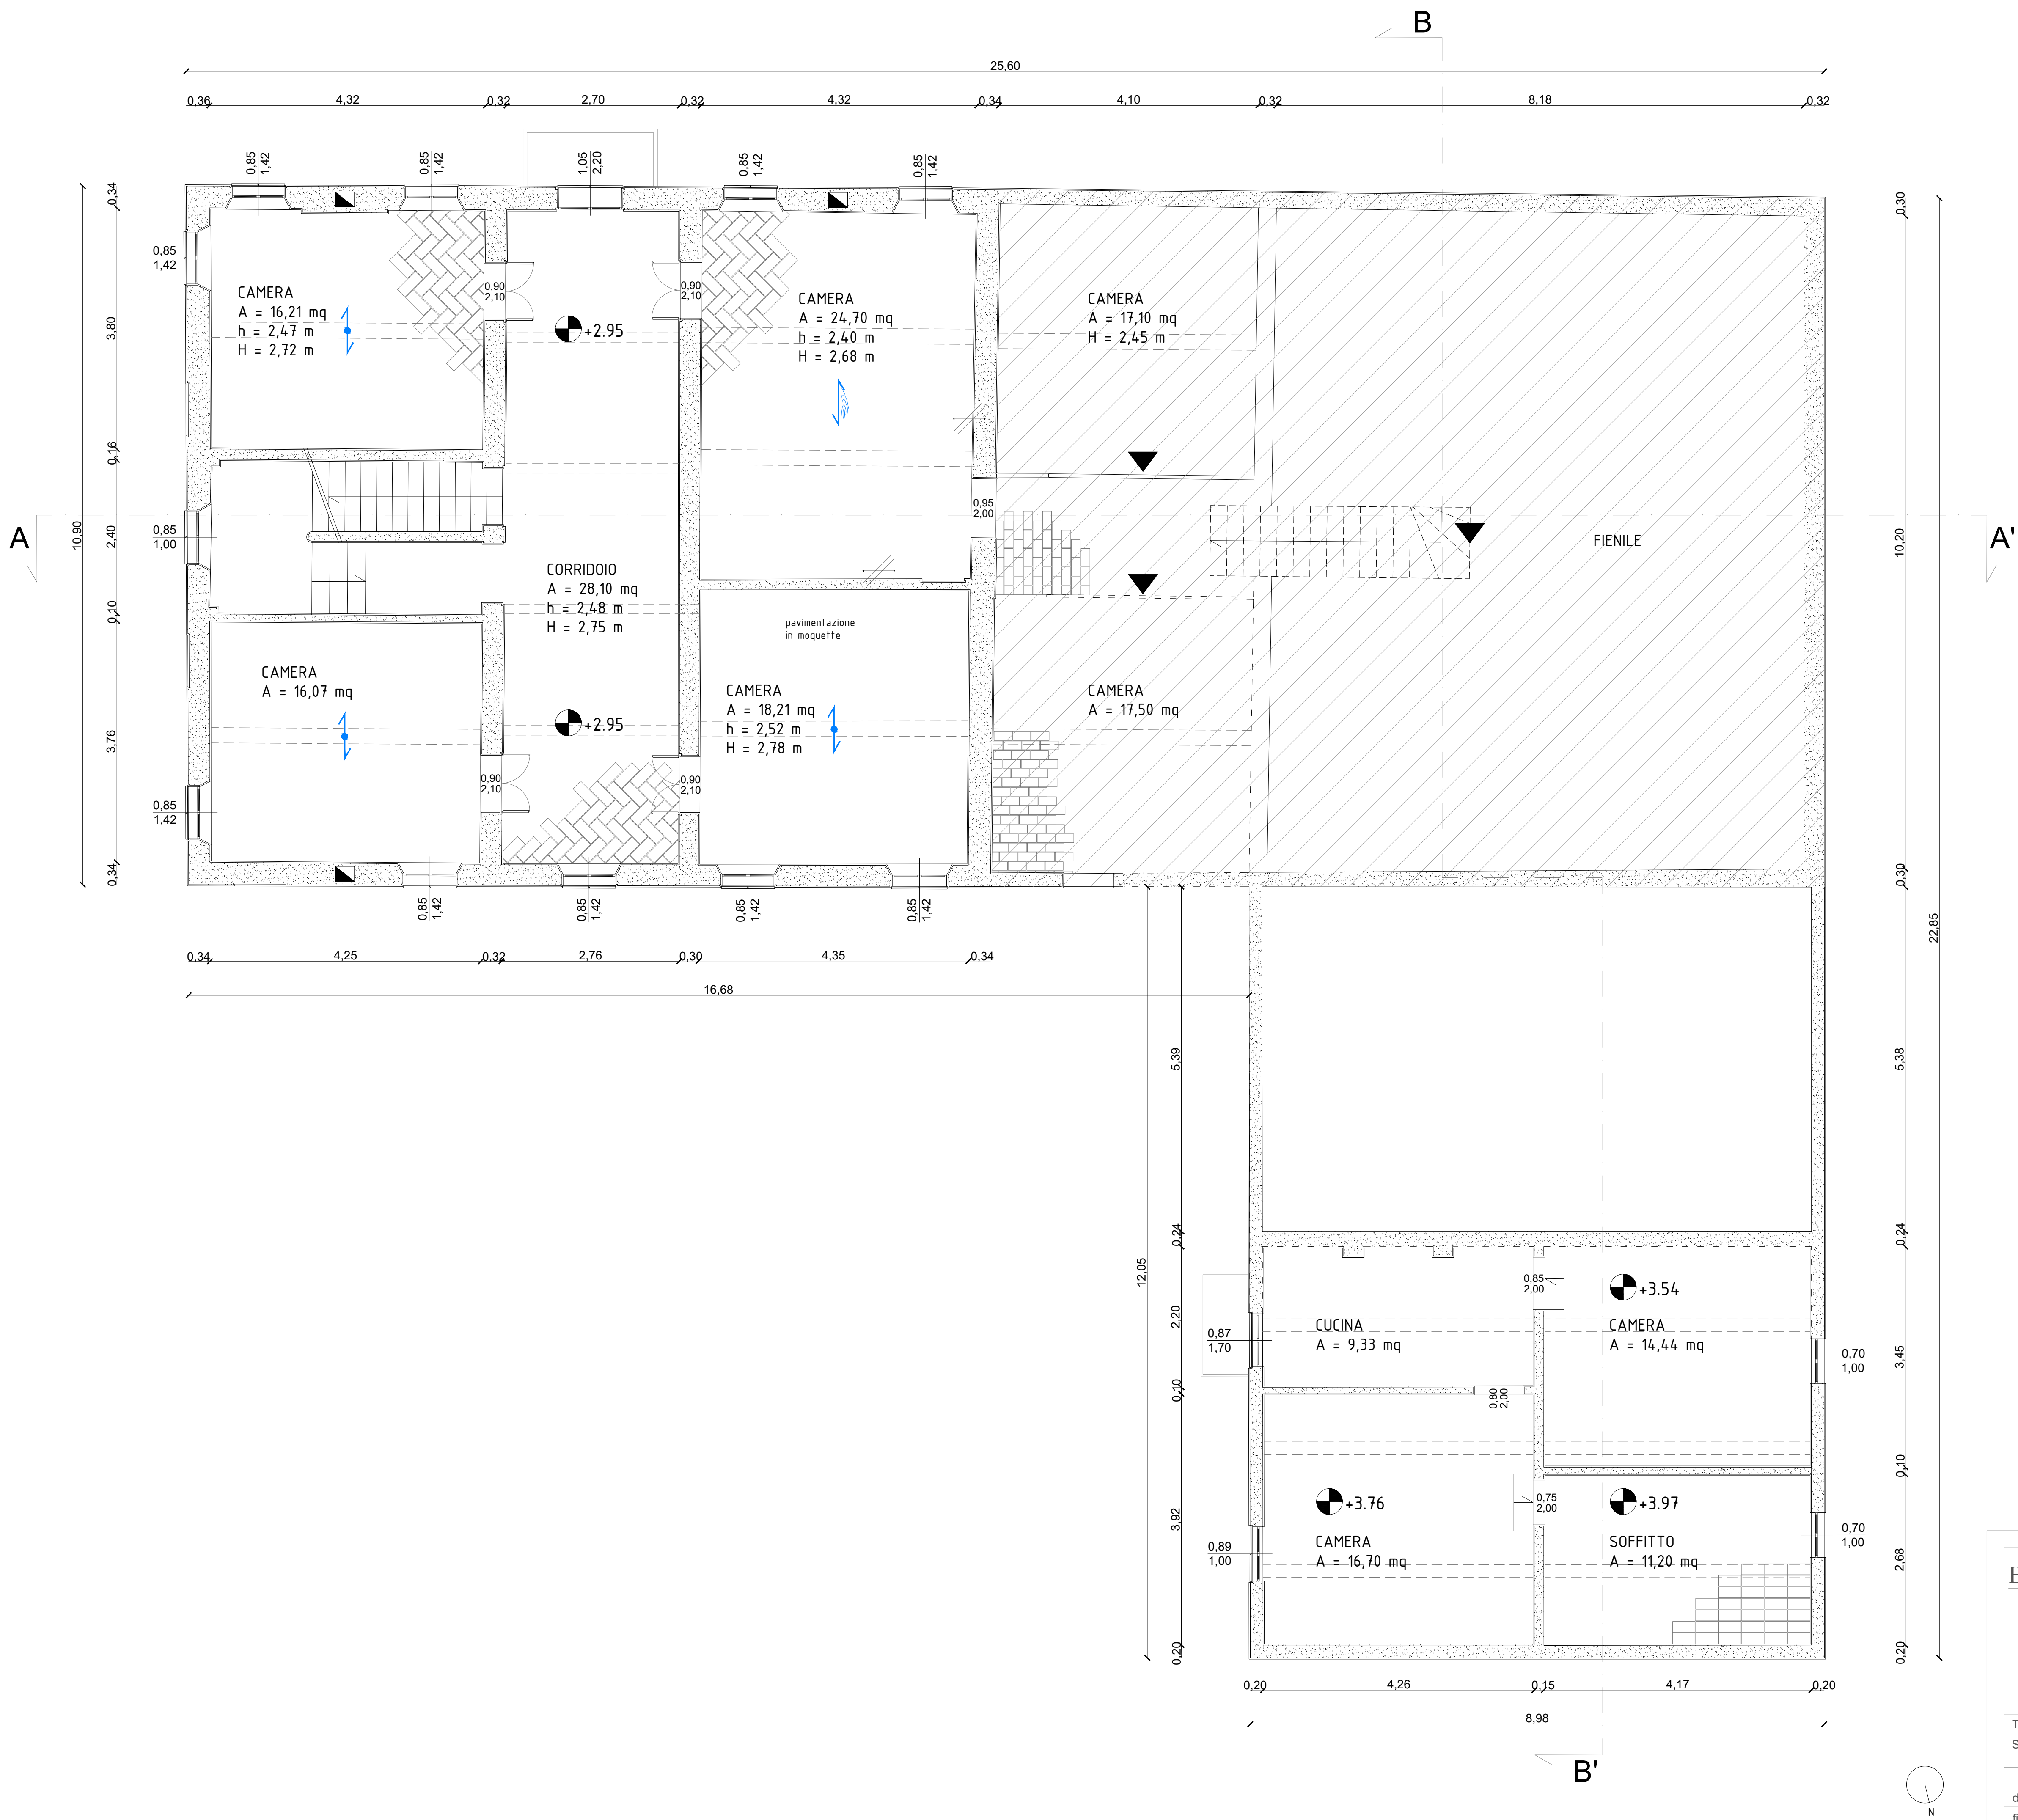 B
25,60
0,36 4,32 0,32 2,70 0,32 4,32 0,34 4,10 0,32 8,18 0,32
0,85 1,42
0,85 1,42
1,05 2,20
0,85 1,42
0,85 1,42
0,34
3,80
0,16
2,40
0,10
3,76
0,34
10,90
0,85
1,42
CAMERA
A = 16,21 mq
h = 2,47 m
H = 2,72 m
0,90
2,10
+2.95
0,90
2,10
CAMERA
A = 24,70 mq
h = 2,40 m
H = 2,68 m
CAMERA
A = 17,10 mq
H = 2,45 m
0,30
10,20
0,30
A
0,85
1,00
0,95
2,00
FIENILE
A'
CORRIDOIO
A = 28,10 mq
h = 2,48 m
H = 2,75 m
pavimentazione
in moquette
CAMERA
A = 16,07 mq
+2.95
CAMERA
A = 18,21 mq
h = 2,52 m
H = 2,78 m
CAMERA
A = 17,50 mq
0,90
2,10
0,90
2,10
0,85
1,42
0,85 1,42
0,85 1,42
0,85 1,42
0,85 1,42
0,34 4,25 0,32 2,76 0,30 4,35 0,34
16,68
22,85
5,39
5,38
12,05
0,24
0,24
2,20
0,10
3,92
0,20
3,45
0,10
2,68
0,20
0,85
2,00
+3.54
0,87
1,70
CUCINA
A = 9,33 mq
CAMERA
A = 14,44 mq
0,70
1,00
0,80
2,00
+3.76
0,75
2,00
+3.97
0,89
1,00
CAMERA
A = 16,70 mq
SOFFITTO
A = 11,20 mq
0,70
1,00
0,20 4,26 0,15 4,17 0,20
8,98
B'
N
E
T
S
d